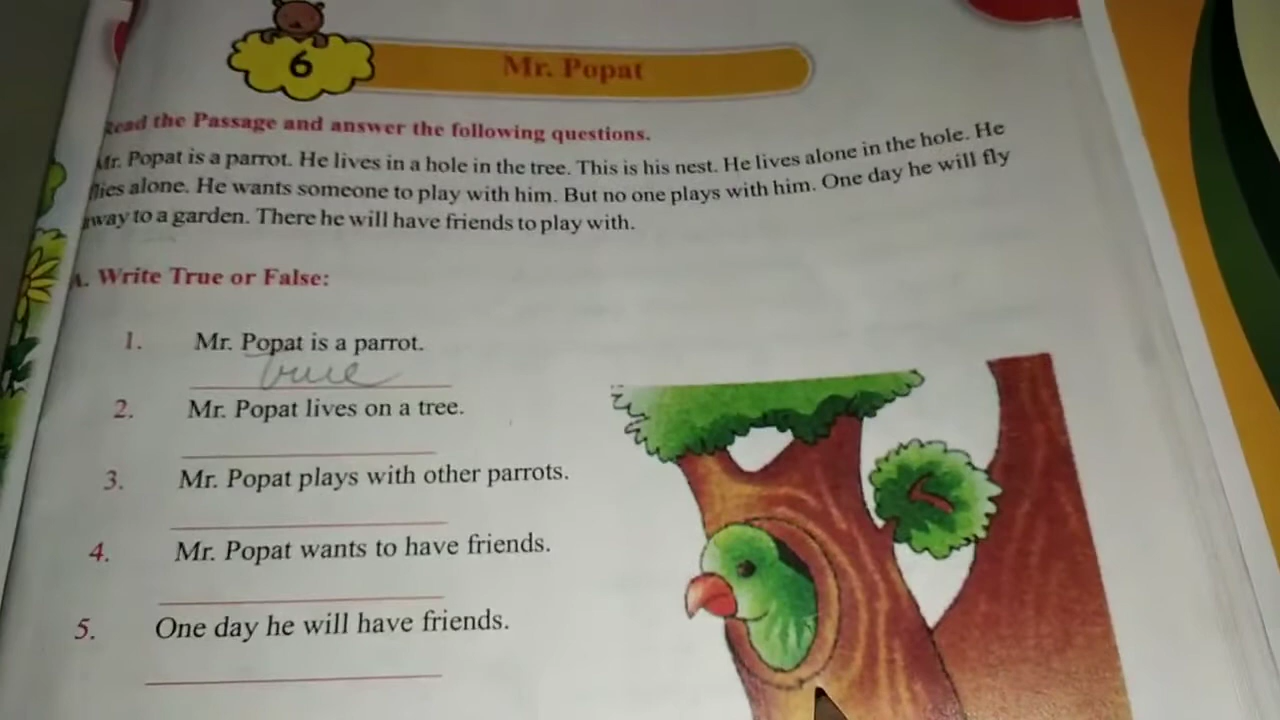 6
Mr. Popat
Read the Passage and answer the following questions.
Mr. Popat is a parrot. He lives in a hole in the tree. This is his nest. He lives alone in the hole. He
flies alone. He wants someone to play with him. But no one plays with him. One day he will fly
away to a garden. There he will have friends to play with.
A. Write True or False:
1. Mr. Popat is a parrot.
True
2. Mr. Popat lives on a tree.
3. Mr. Popat plays with other parrots.
4. Mr. Popat wants to have friends.
5. One day he will have friends.